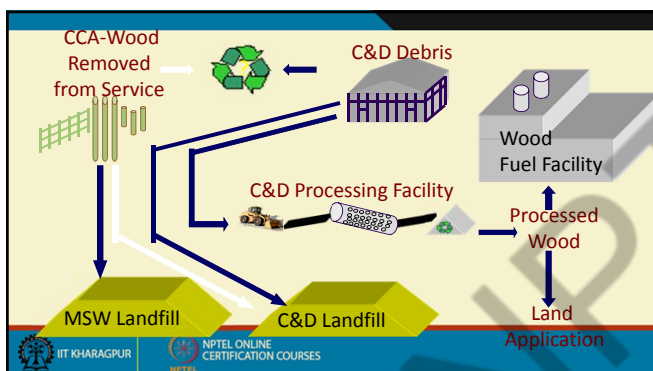 CCA-Wood
Removed
from Service
C&D Debris
Wood
Fuel Facility
C&D Processing Facility
Processed
Wood
MSW Landfill
C&D Landfill
Land
Application
IIT KHARAGPUR
NPTEL
NPTEL ONLINE
CERTIFICATION COURSES